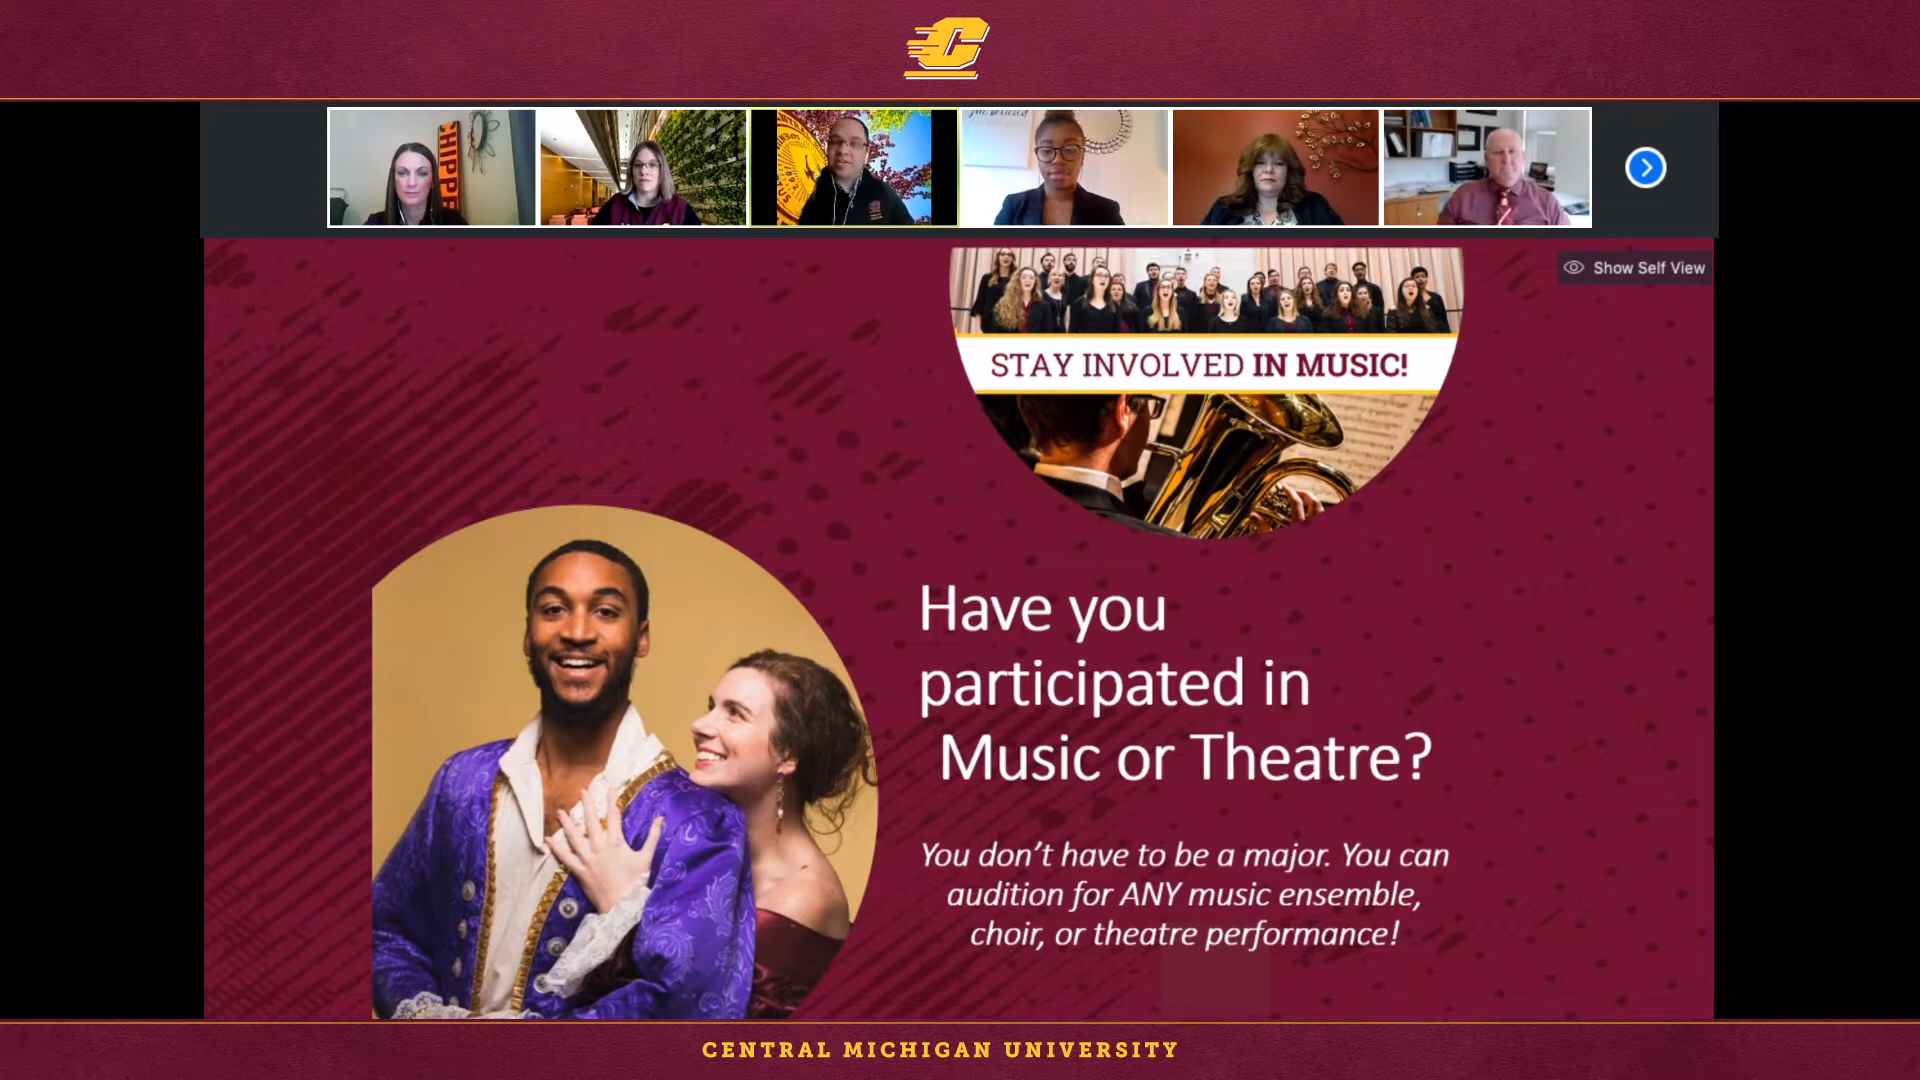 CHIPPE
Show Self View
STAY INVOLVED IN MUSIC!
Have you
participated in
Music or Theatre?
You don't have to be a major. You can
audition for ANY music ensemble,
choir, or theatre performance!
CENTRAL MICHIGAN UNIVERSITY